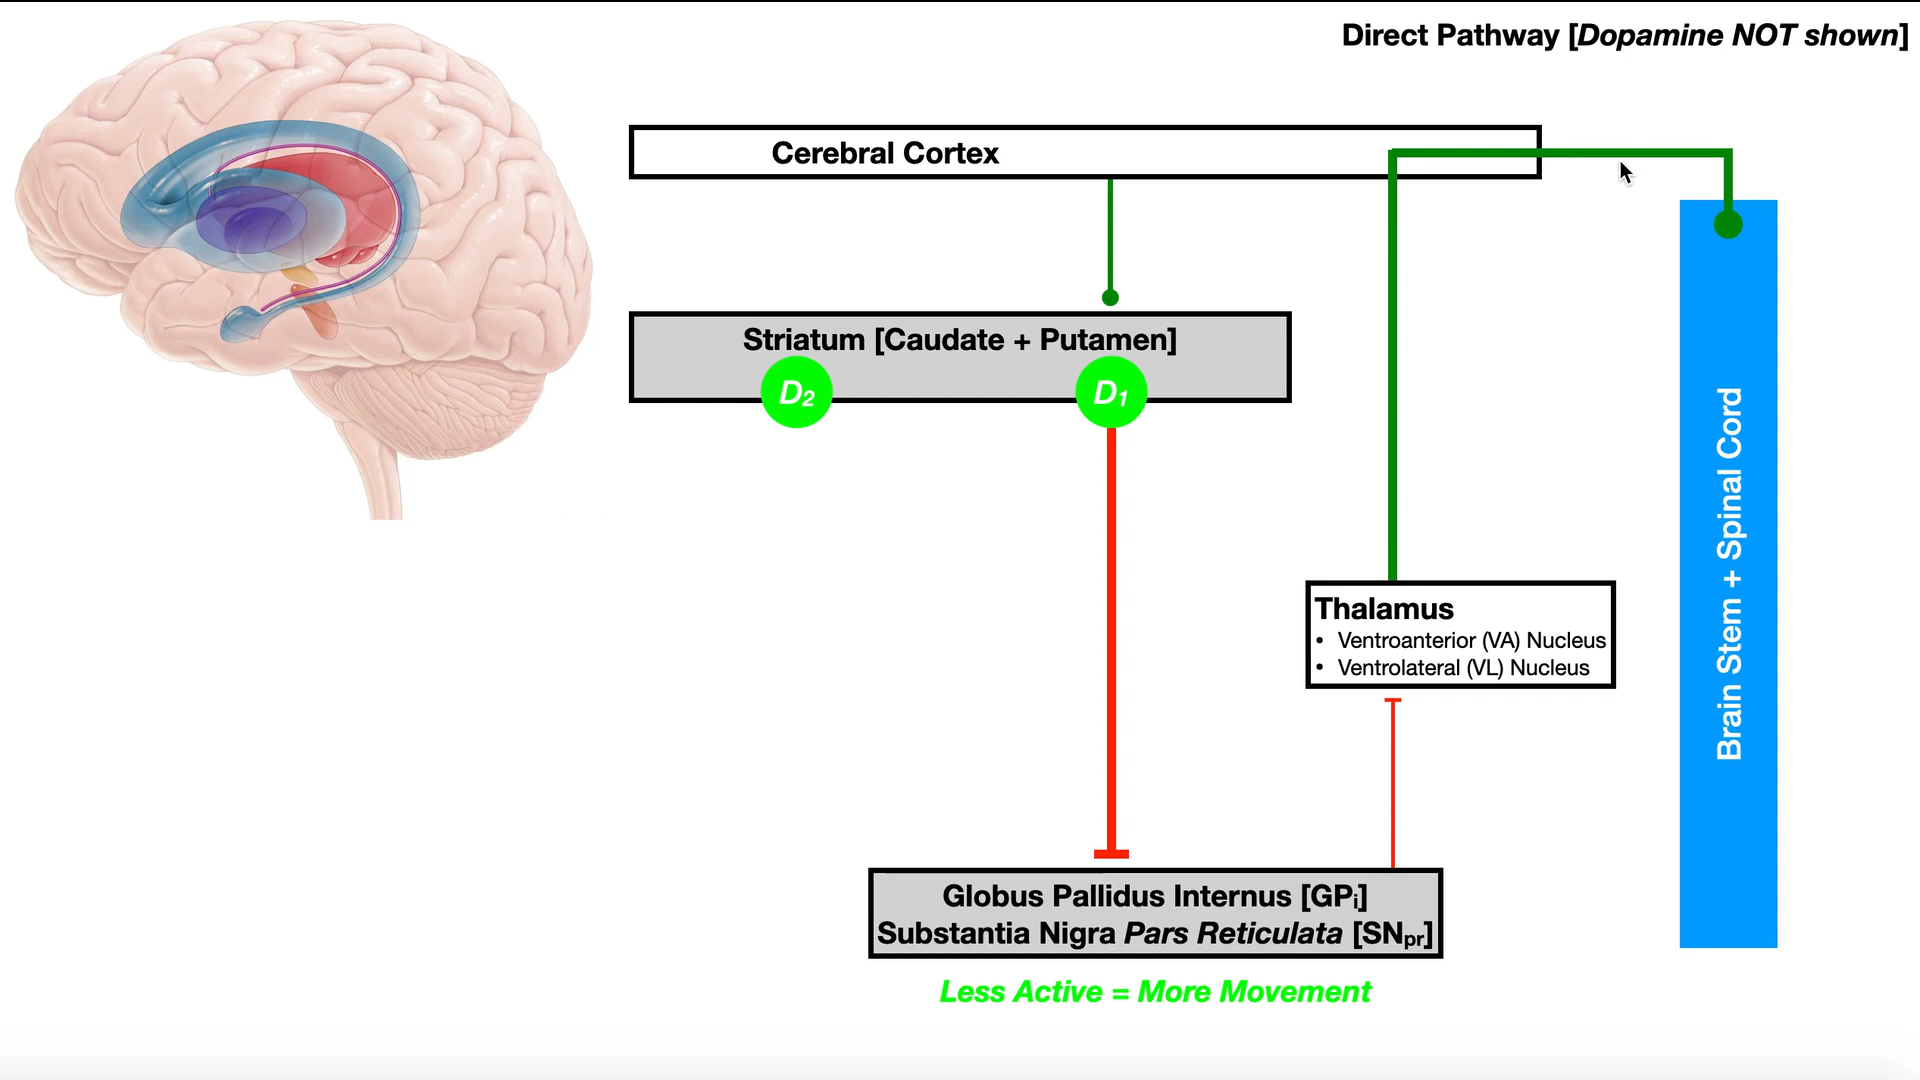 Direct Pathway [Dopamine NOT shown]
Cerebral Cortex
Striatum [Caudate + Putamen]
D₂
D₁
Thalamus
• Ventroanterior (VA) Nucleus
• Ventrolateral (VL) Nucleus
Brain Stem + Spinal Cord
Globus Pallidus Internus [GPᵢ]
Substantia Nigra Pars Reticulata [SNpr]
Less Active = More Movement